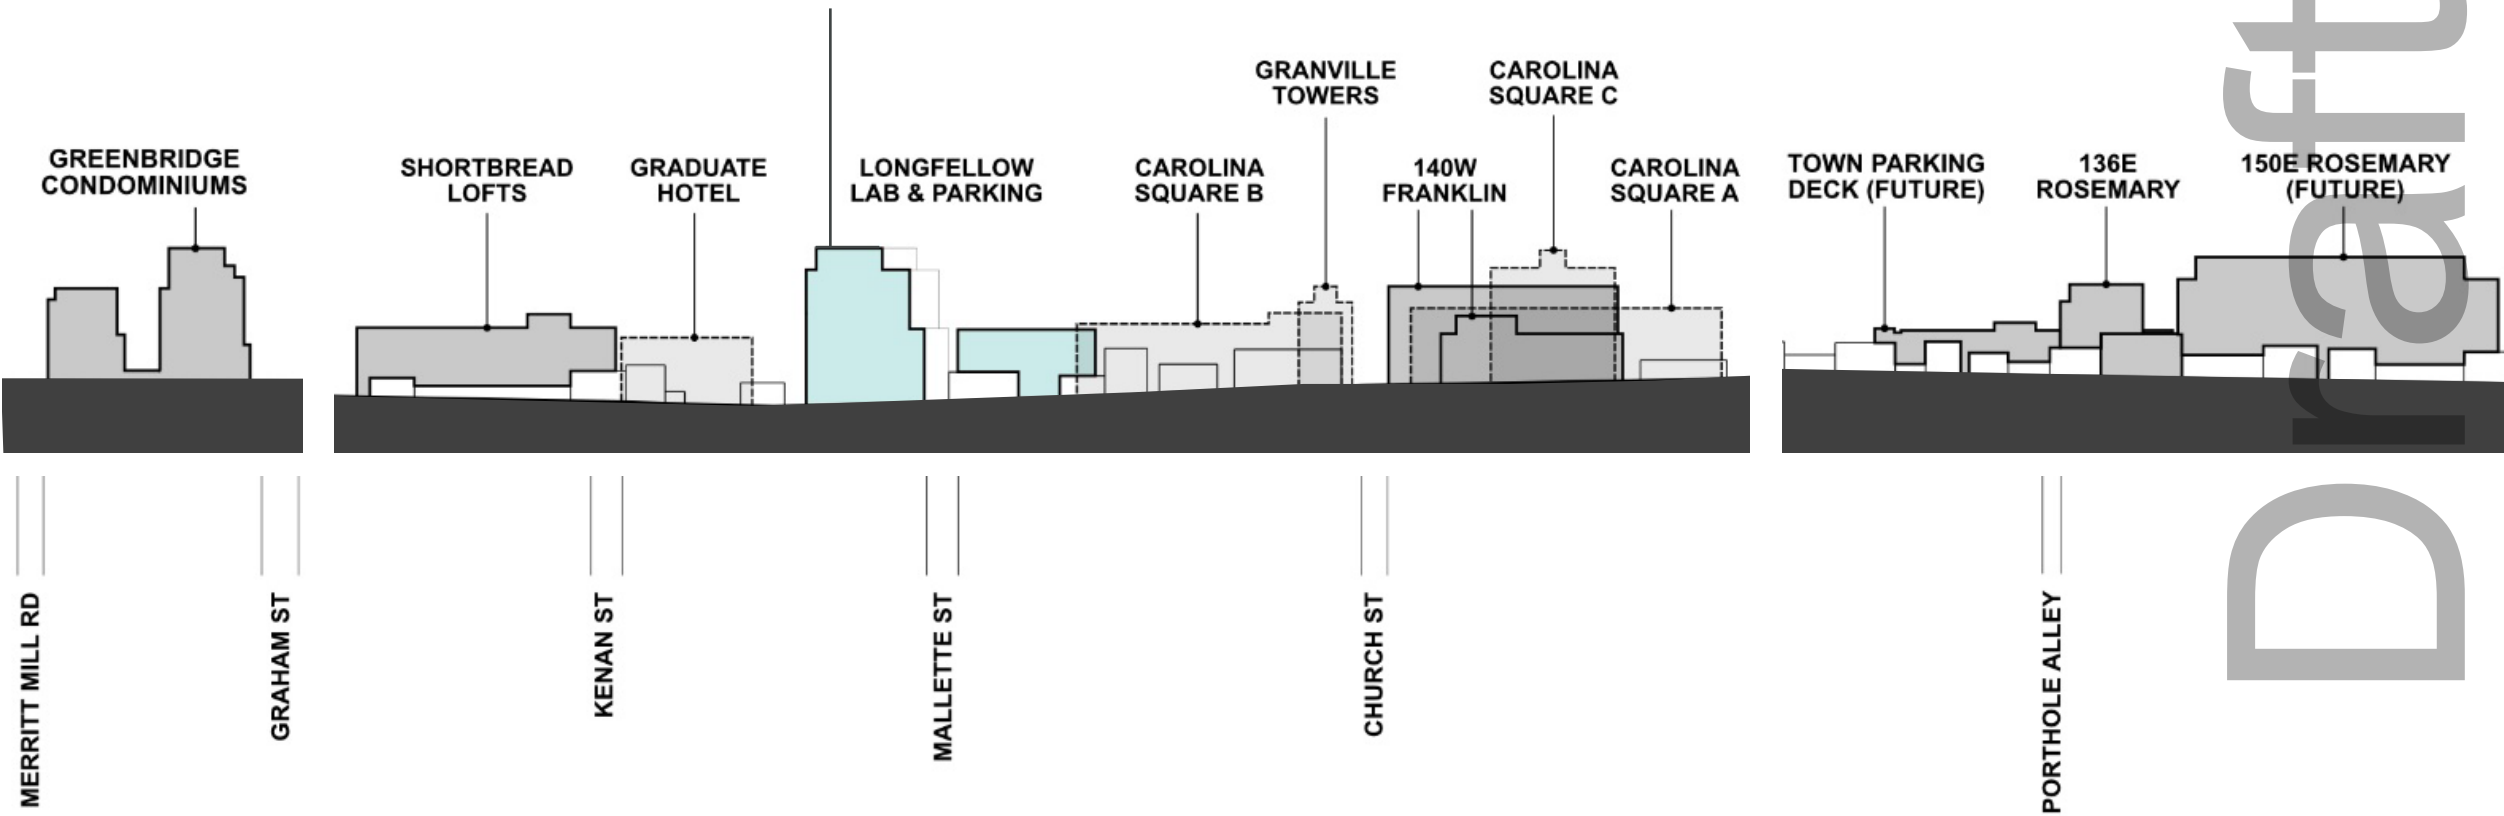 GRANVILLE
TOWERS
CAROLINA
SQUARE C
GREENBRIDGE
CONDOMINIUMS
SHORTBREAD
LOFTS
GRADUATE
HOTEL
LONGFELLOW
LAB & PARKING
CAROLINA
SQUARE B
140W
FRANKLIN
CAROLINA
SQUARE A
TOWN PARKING
DECK (FUTURE)
136E
ROSEMARY
150E ROSEMARY
(FUTURE)
MERRITT MILL RD
GRAHAM ST
KENAN ST
MALLETTE ST
CHURCH ST
PORTHOLE ALLEY
Draft